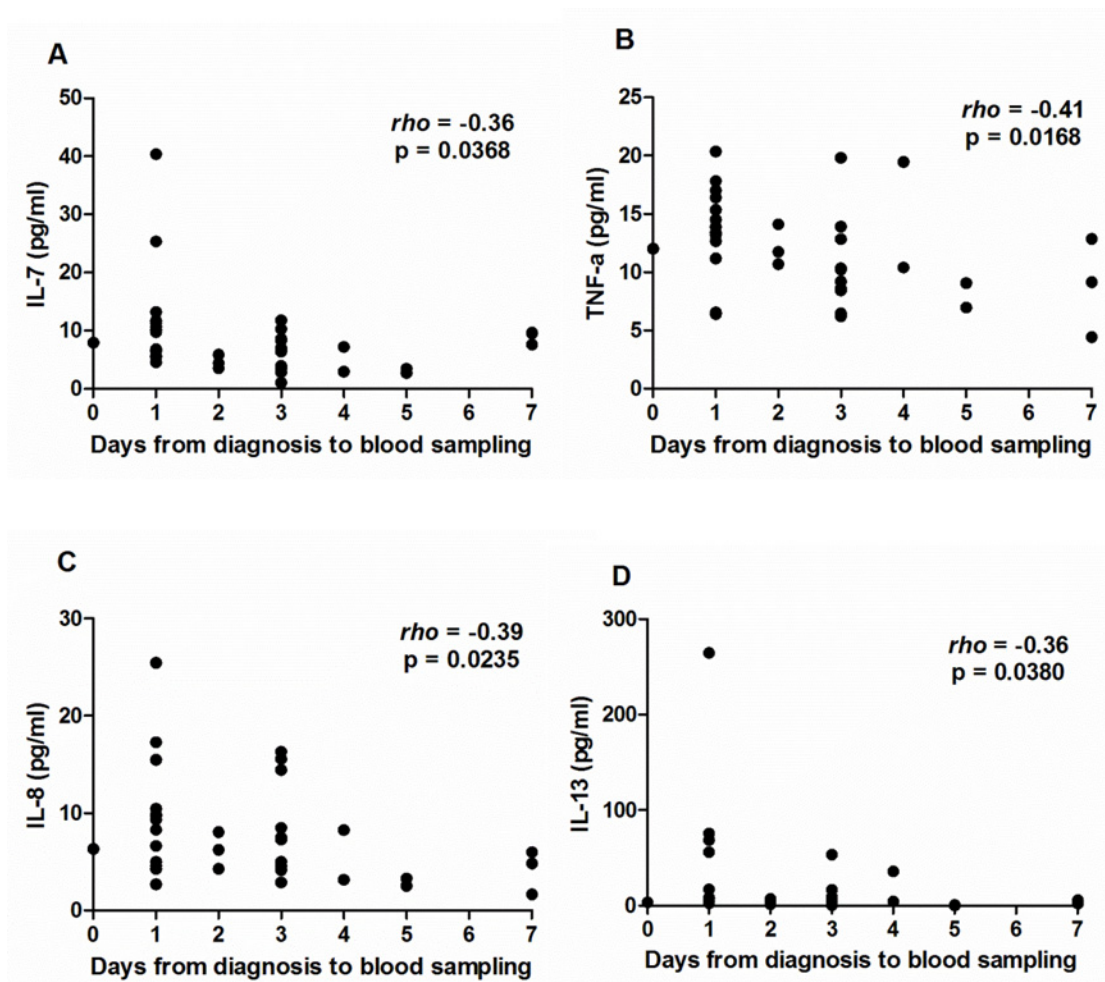 A
50
40
30
20
10
0
IL-7 (pg/ml)
rho = -0.36
p = 0.0368
0 1 2 3 4 5 6 7
Days from diagnosis to blood sampling
B
25
20
15
10
5
0
TNF-a (pg/ml)
rho = -0.41
p = 0.0168
0 1 2 3 4 5 6 7
Days from diagnosis to blood sampling
C
30
20
10
0
IL-8 (pg/ml)
rho = -0.39
p = 0.0235
0 1 2 3 4 5 6 7
Days from diagnosis to blood sampling
D
300
200
100
0
IL-13 (pg/ml)
rho = -0.36
p = 0.0380
0 1 2 3 4 5 6 7
Days from diagnosis to blood sampling